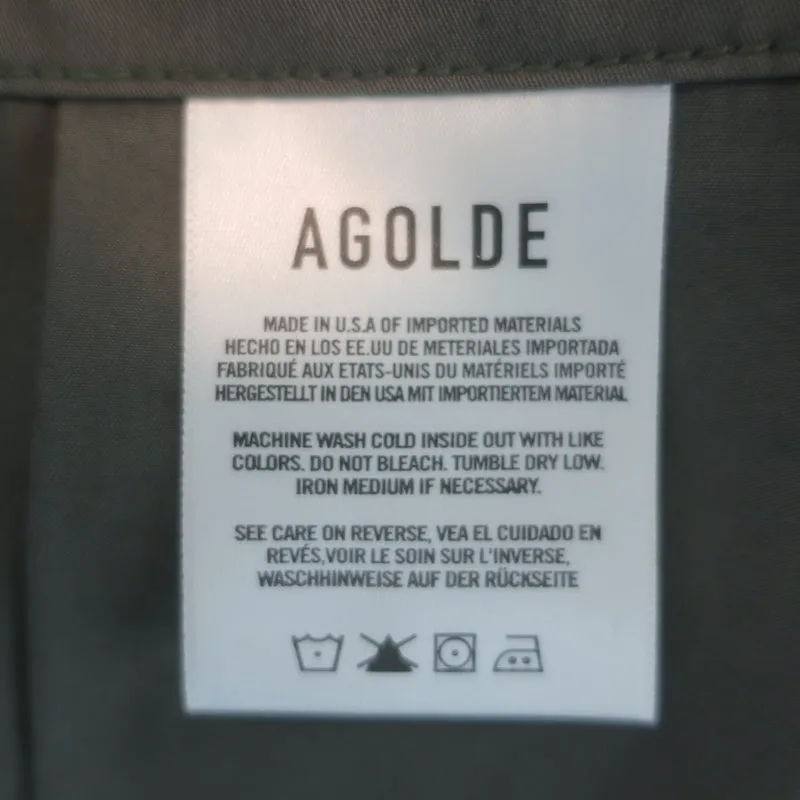 AGOLDE
MADE IN U.S.A OF IMPORTED MATERIALS
HECHO EN LOS EE.UU DE METERIALES IMPORTADA
FABRIQUÉ AUX ETATS-UNIS DU MATÉRIELS IMPORTÉ
HERGESTELLT IN DEN USA MIT IMPORTIERTEM MATERIAL
MACHINE WASH COLD INSIDE OUT WITH LIKE
COLORS. DO NOT BLEACH. TUMBLE DRY LOW.
IRON MEDIUM IF NECESSARY.
SEE CARE ON REVERSE, VEA EL CUIDADO EN
REVÉS,VOIR LE SOIN SUR L'INVERSE,
WASCHHINWEISE AUF DER RÜCKSEITE